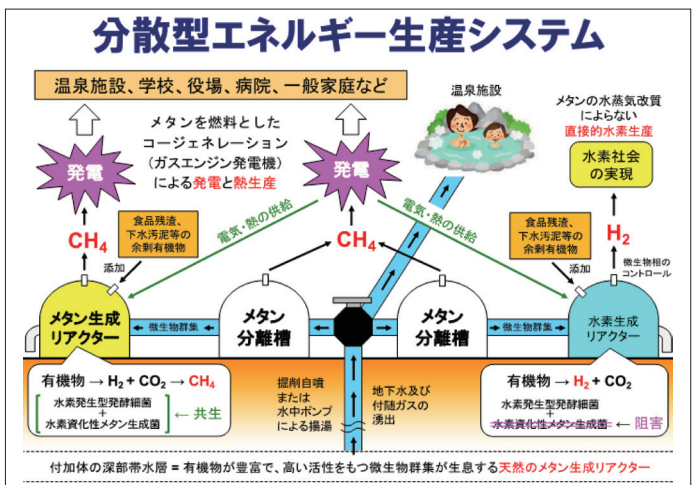 分散型エネルギー生産システム
温泉施設、学校、役場、病院、一般家庭など
メタンを燃料とした
コージェネレーション
(ガスエンジン発電機)
による発電と熱生産
温泉施設
メタンの水蒸気改質
によらない
直接的水素生産
水素社会
の実現
発電
発電
CH4
食品残渣、
下水汚泥等の
余剰有機物
添加
電気・熱の供給
CH4
電気・熱の供給
食品残渣、
下水汚泥等の
余剰有機物
添加
H2
微生物相の
コントロール
メタン生成
リアクター
微生物群集
メタン
分離槽
メタン
分離槽
微生物群集
水素生成
リアクター
有機物 → H2 + CO2 → CH4
水素発生型発酵細菌
+
水素資化性メタン生成菌
← 共生
掘削自噴
または
水中ポンプ
による揚湯
地下水及び
付随ガスの
湧出
有機物 → H2 + CO2
水素発生型発酵細菌
+
水素資化性メタン生成菌 ← 阻害
付加体の深部帯水層 = 有機物が豊富で、高い活性をもつ微生物群集が生息する天然のメタン生成リアクター